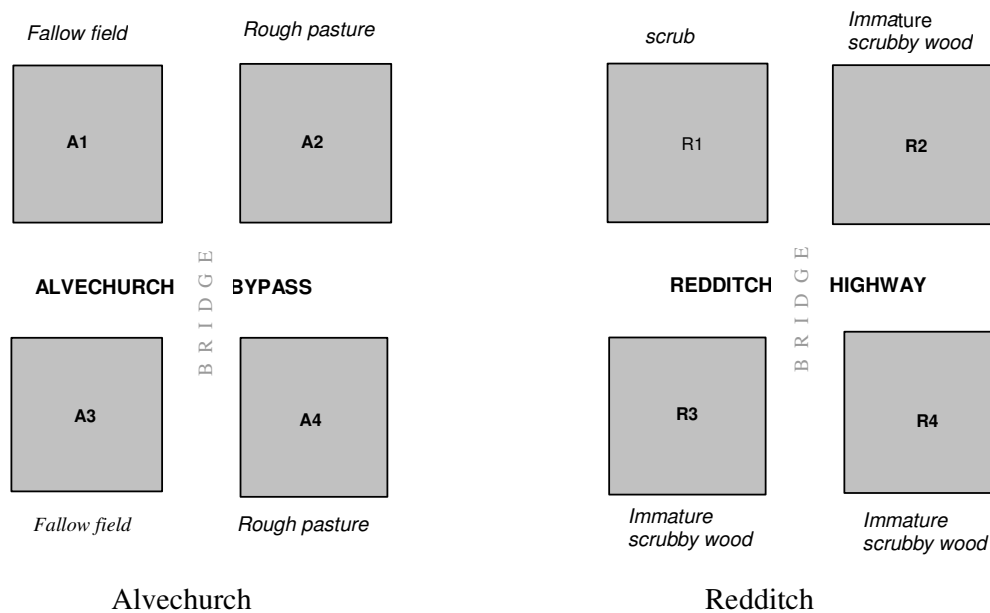 Fallow field
Rough pasture
A1
A2
ALVECHURCH BYPASS
BRIDGE
A3
A4
Fallow field
Rough pasture
Alvechurch
scrub
Immature
scrubby wood
R1
R2
REDDITCH HIGHWAY
BRIDGE
R3
R4
Immature
scrubby wood
Immature
scrubby wood
Redditch